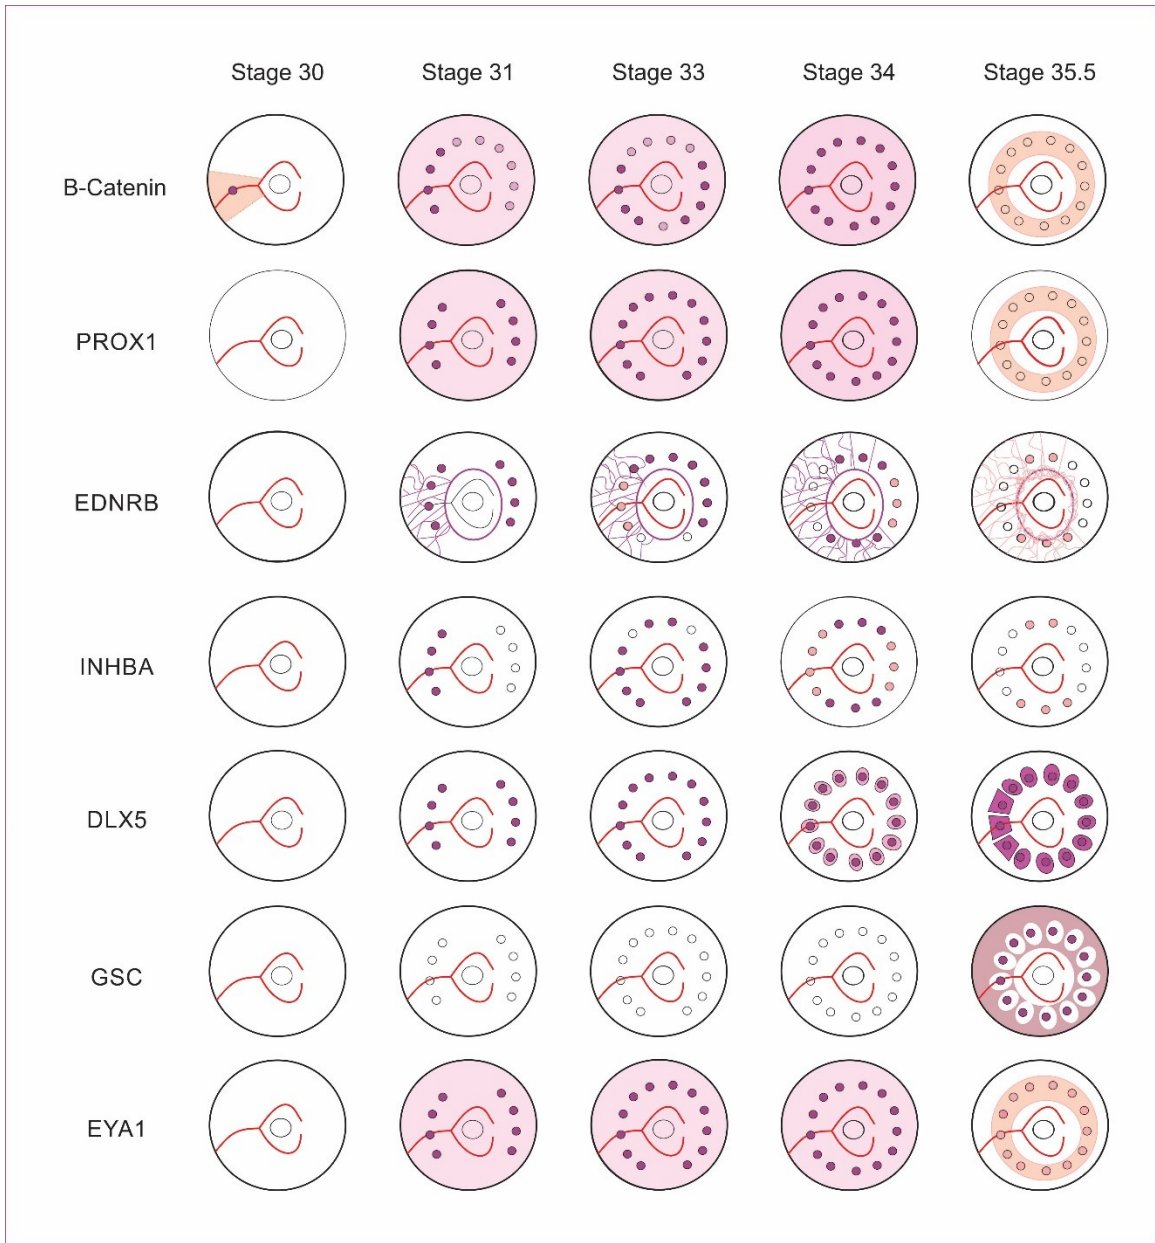 Stage 30 Stage 31 Stage 33 Stage 34 Stage 35.5
B-Catenin
PROX1
EDNRB
INHBA
DLX5
GSC
EYA1